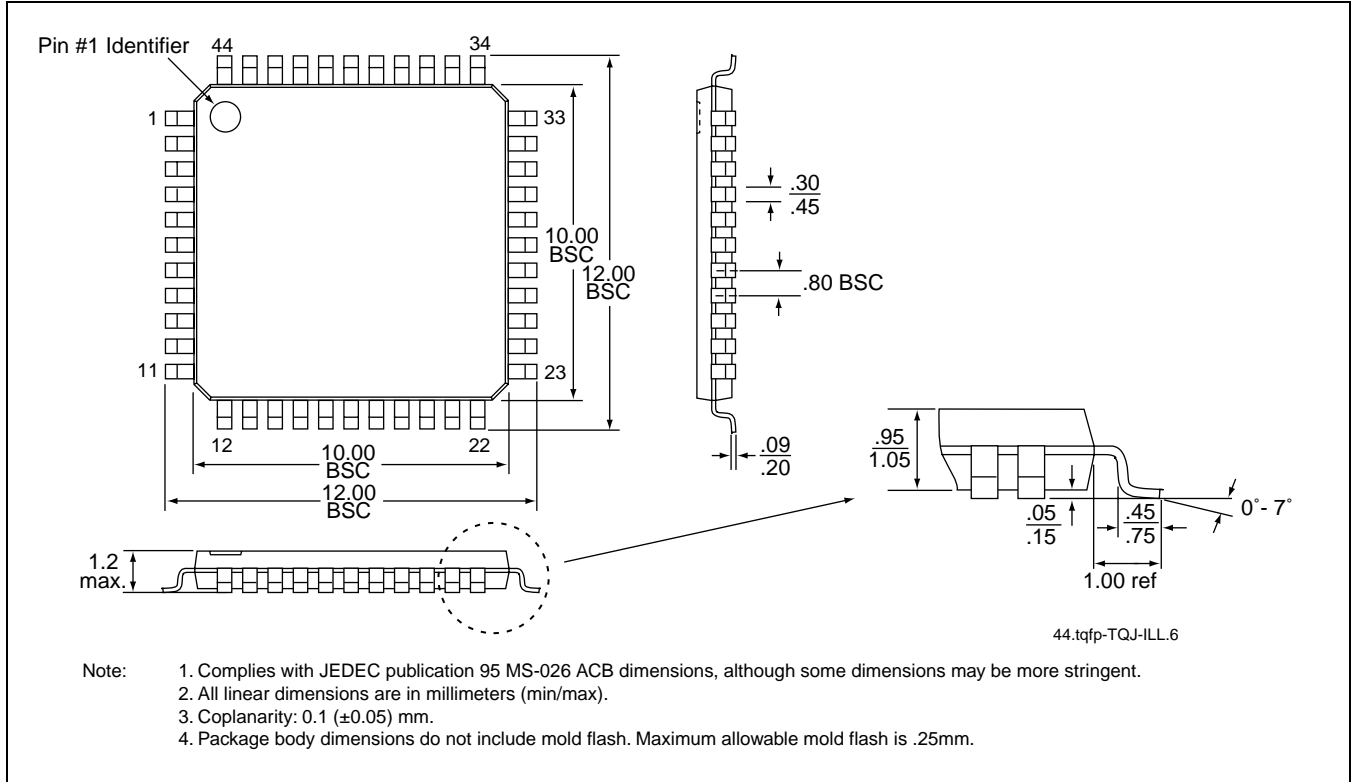 Pin #1 Identifier
44
34
1
33
.30
.45
10.00
BSC
12.00
BSC
.80 BSC
11
23
12
22
10.00
BSC
12.00
BSC
.09
.20
.95
1.05
.05
.15
.45
.75
0°- 7°
1.00 ref
1.2
max.
44.tqfp-TQJ-ILL.6
Note:
1. Complies with JEDEC publication 95 MS-026 ACB dimensions, although some dimensions may be more stringent.
2. All linear dimensions are in millimeters (min/max).
3. Coplanarity: 0.1 (±0.05) mm.
4. Package body dimensions do not include mold flash. Maximum allowable mold flash is .25mm.